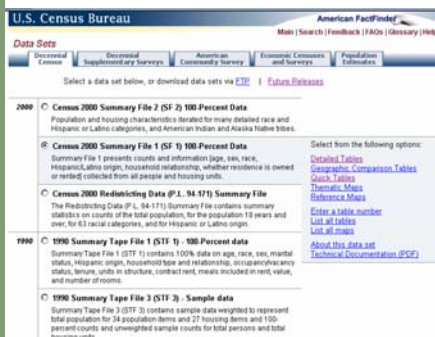 U.S. Census Bureau
American FactFinder
Main | Search | Feedback | FAQs | Glossary | Help
Data Sets
Decennial Census
Decennial Supplementary Surveys
American Community Survey
Economic Censuses and Surveys
Population Estimates
Select a data set below, or download data sets via FTP | Future Releases
2000 Census 2000 Summary File 2 (SF 2) 100-Percent Data
Population and housing characteristics iterated for many detailed race and
Hispanic or Latino categories, and American Indian and Alaska Native tribes.
Census 2000 Summary File 1 (SF 1) 100-Percent Data
Summary File 1 presents counts and information (age, sex, race,
Hispanic/Latino origin, household relationship, whether residence is owned
or rented) collected from all people and housing units.
Census 2000 Redistricting Data (P.L. 94-171) Summary File
The Redistricting Data (P.L. 94-171) Summary File contains summary
statistics on counts of the total population, for the population 18 years and
over, for 63 racial categories, and for Hispanic or Latino origin.
Select from the following options:
Detailed Tables
Geographic Comparison Tables
Quick Tables
Thematic Maps
Reference Maps
Enter a table number
List all tables
List all maps
About this data set
Technical Documentation (PDF)
1990 1990 Summary Tape File 1 (STF 1) - 100-Percent data
Summary Tape File 1 (STF 1) contains 100% data on age, race, sex, marital
status, Hispanic origin, household type and relationship, occupancy/vacancy
status, tenure, units in structure, contract rent, meals included in rent, value,
and number of rooms.
1990 Summary Tape File 3 (STF 3) - Sample data
Summary Tape File 3 (STF 3) contains sample data weighted to represent
total population for 34 population items and 27 housing items and 100-
percent counts and unweighted sample counts for total persons and total
housing units.